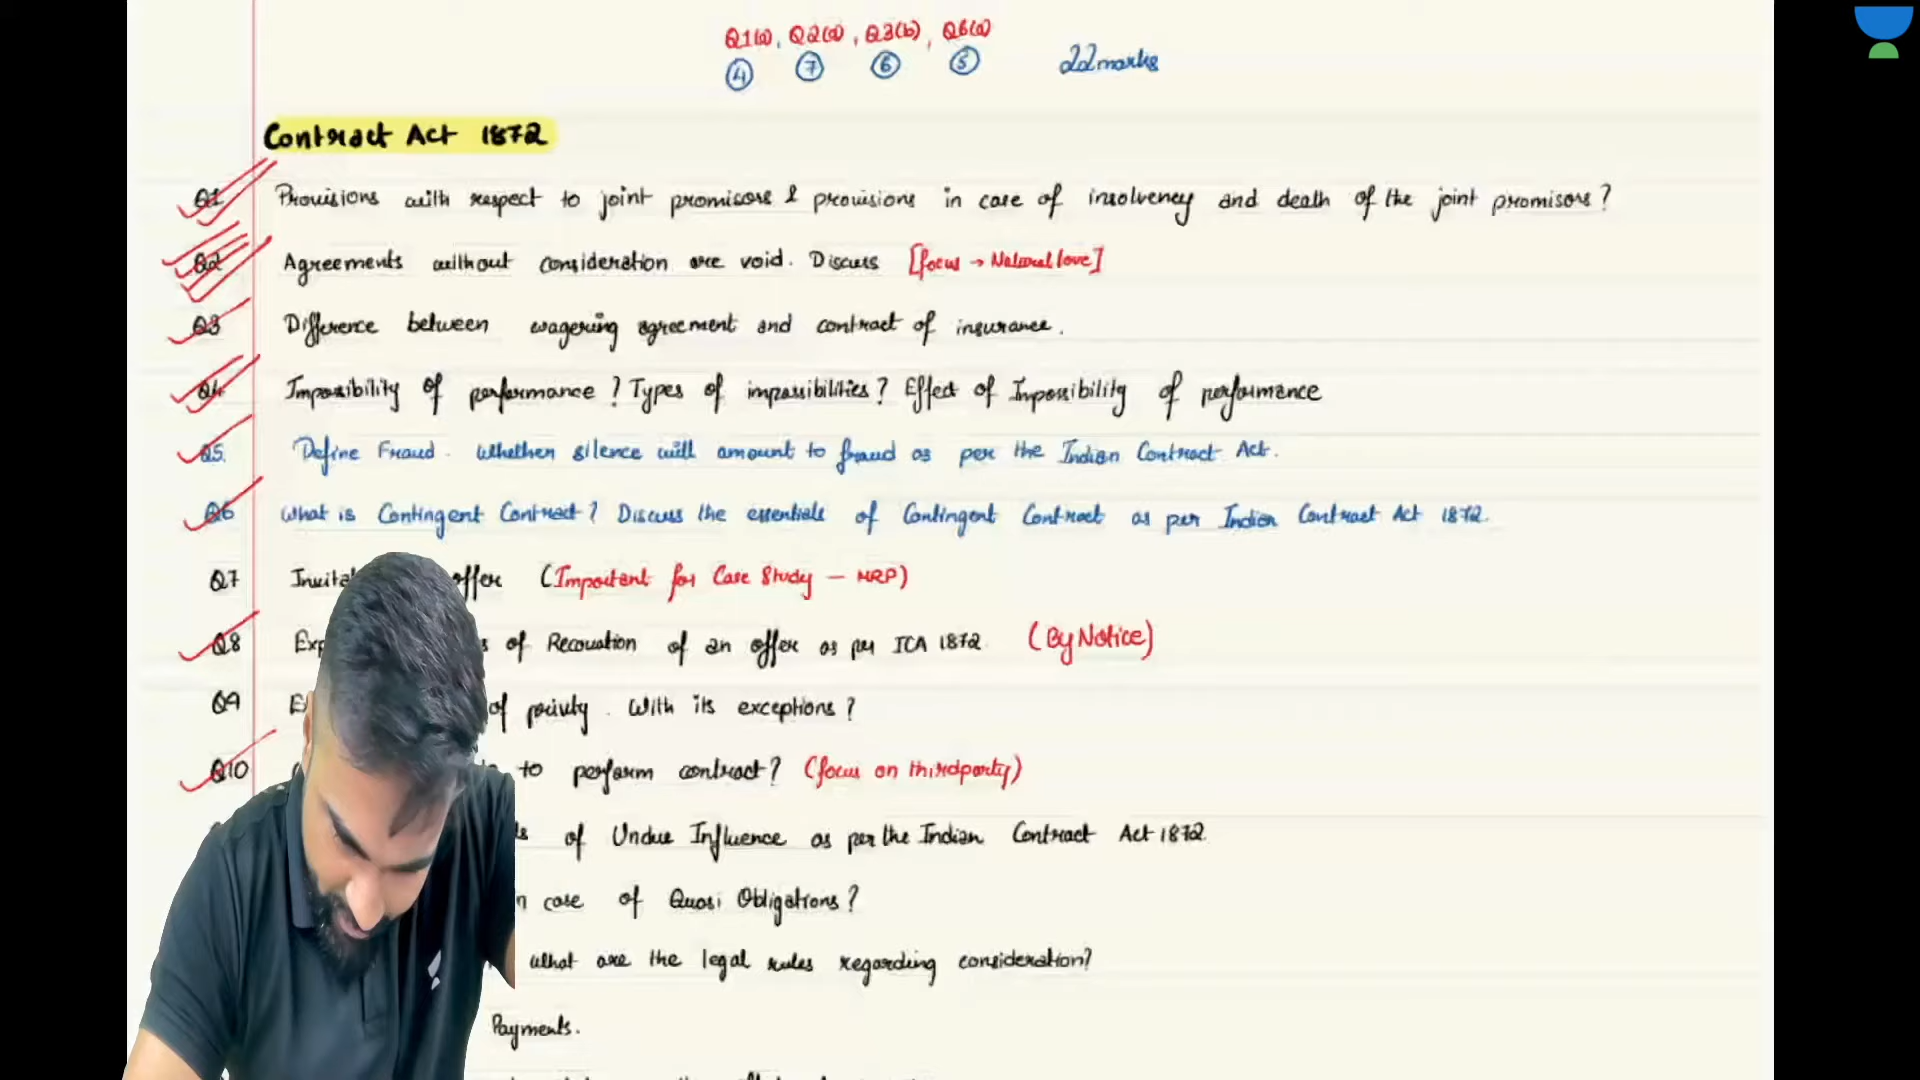 Q1(a), Q2(a), Q3(b), Q6(a)
4 7 6 5 22 marks
Contract Act 1872
Q1 Provisions with respect to joint promisors & provisions in case of insolvency and death of the joint promisors?
Q2 Agreements without consideration are void. Discuss [focus → Natural love]
Q3 Difference between wagering agreement and contract of insurance.
Q4 Impossibility of performance? Types of impossibilities? Effect of Impossibility of performance
Q5. Define Fraud. Whether silence will amount to fraud as per the Indian Contract Act.
Q6 What is Contingent Contract? Discuss the essentials of Contingent Contract as per Indian Contract Act 1872.
Q7 offer (Important for Case Study – MRP)
Q8 of Recovation of an offer as per ICA 1872. (By Notice)
Q9 of privity. With its exceptions?
Q10 to perform contract? (focus on thirdparty)
of Undue Influence as per the Indian Contract Act 1872
case of Quasi Obligations?
what are the legal rules regarding consideration?
Payments.